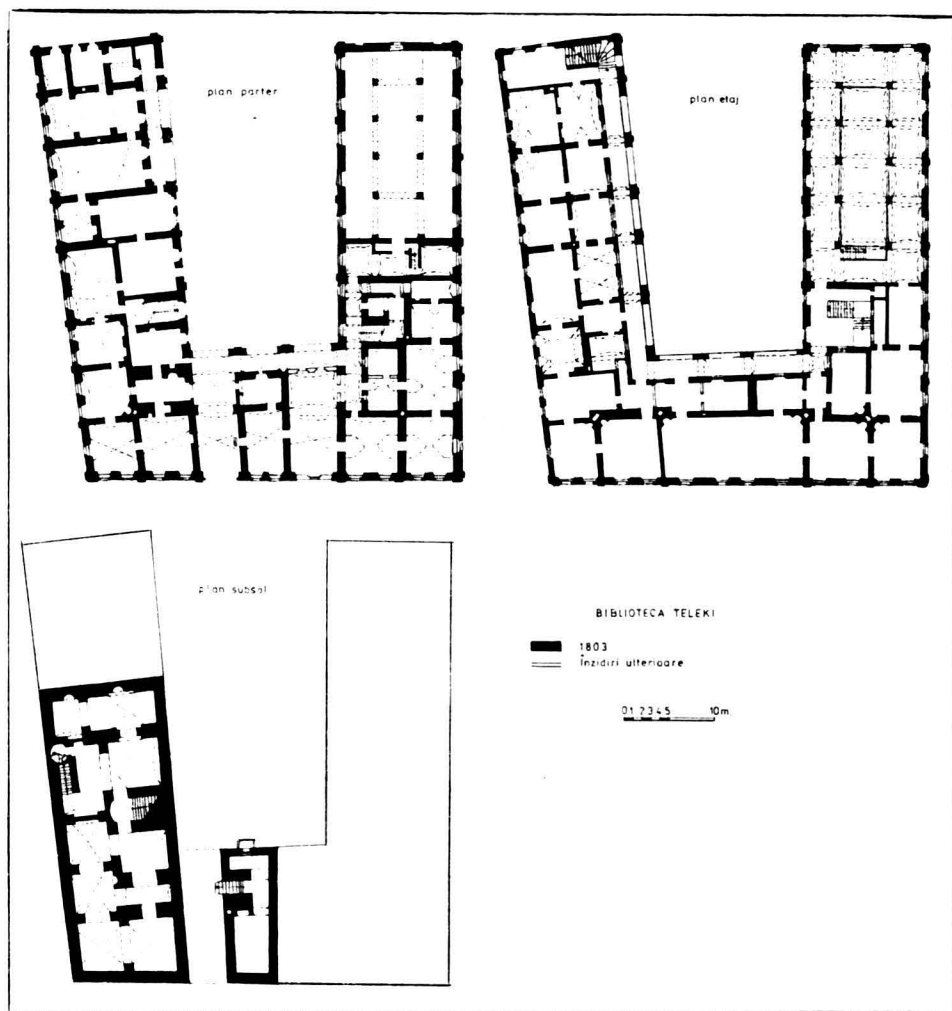 plan parter
plan etaj
plan subsol
BIBLIOTECA TELEKI
1803
Înzidiri ulterioare
0 1 2 3 4 5 10m